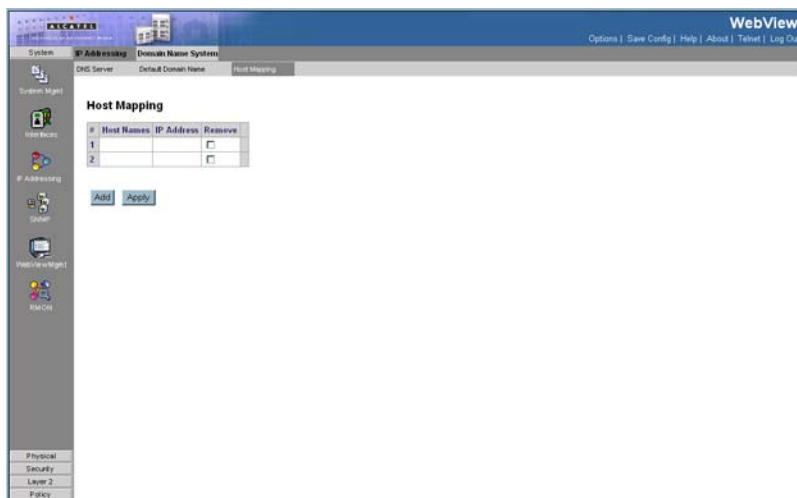 ALCATEL
WebView
Options | Save Config | Help | About | Telnet | Log Ou
System
IP Addressing Domain Name System
DNS Server Default Domain Name Host Mapping
System Mgmt
Interfaces
IP Addressing
SNMP
WebViewMgmt
RMON
Host Mapping
# Host Names IP Address Remove
1
2
Add Apply
Physical
Security
Layer 2
Policy